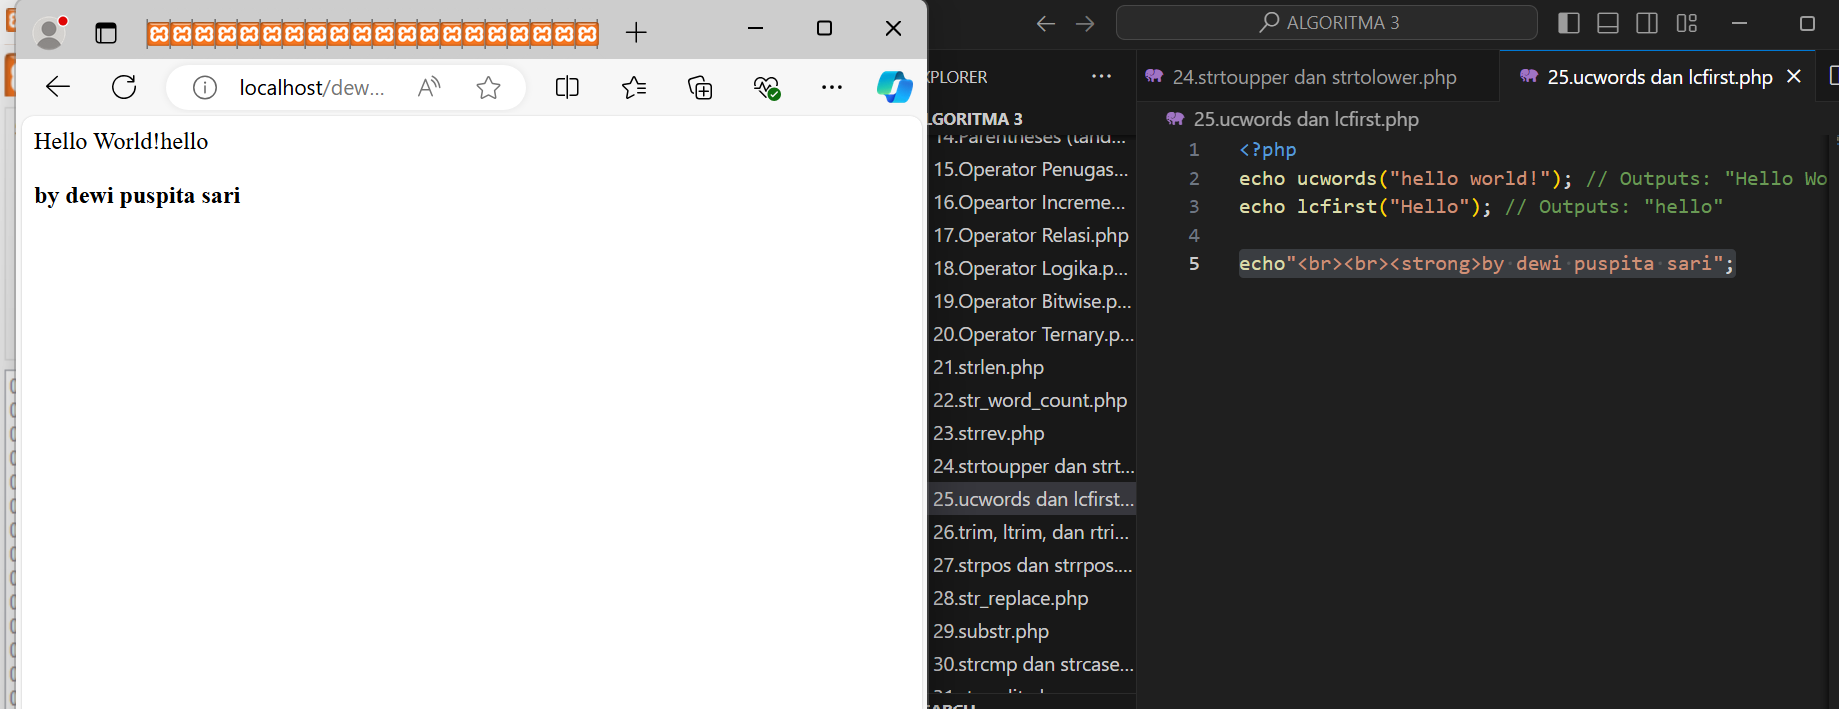 localhost/dew...
Hello World!hello
by dewi puspita sari
ALGORITMA 3
XPLORER
LGORITMA 3
14.Parentheses (tand...
15.Operator Penugas...
16.Opeartor Increme...
17.Operator Relasi.php
18.Operator Logika.p...
19.Operator Bitwise.p...
20.Operator Ternary.p...
21.strlen.php
22.str_word_count.php
23.strrev.php
24.strtoupper dan strt...
25.ucwords dan lcfirst...
26.trim, ltrim, dan rtri...
27.strpos dan strrpos....
28.str_replace.php
29.substr.php
30.strcmp dan strcase...
24.strtoupper dan strtolower.php
25.ucwords dan lcfirst.php
25.ucwords dan lcfirst.php
1 <?php
2 echo ucwords("hello world!"); // Outputs: "Hello Wo
3 echo lcfirst("Hello"); // Outputs: "hello"
4
5 echo"<br><br><strong>by dewi puspita sari";